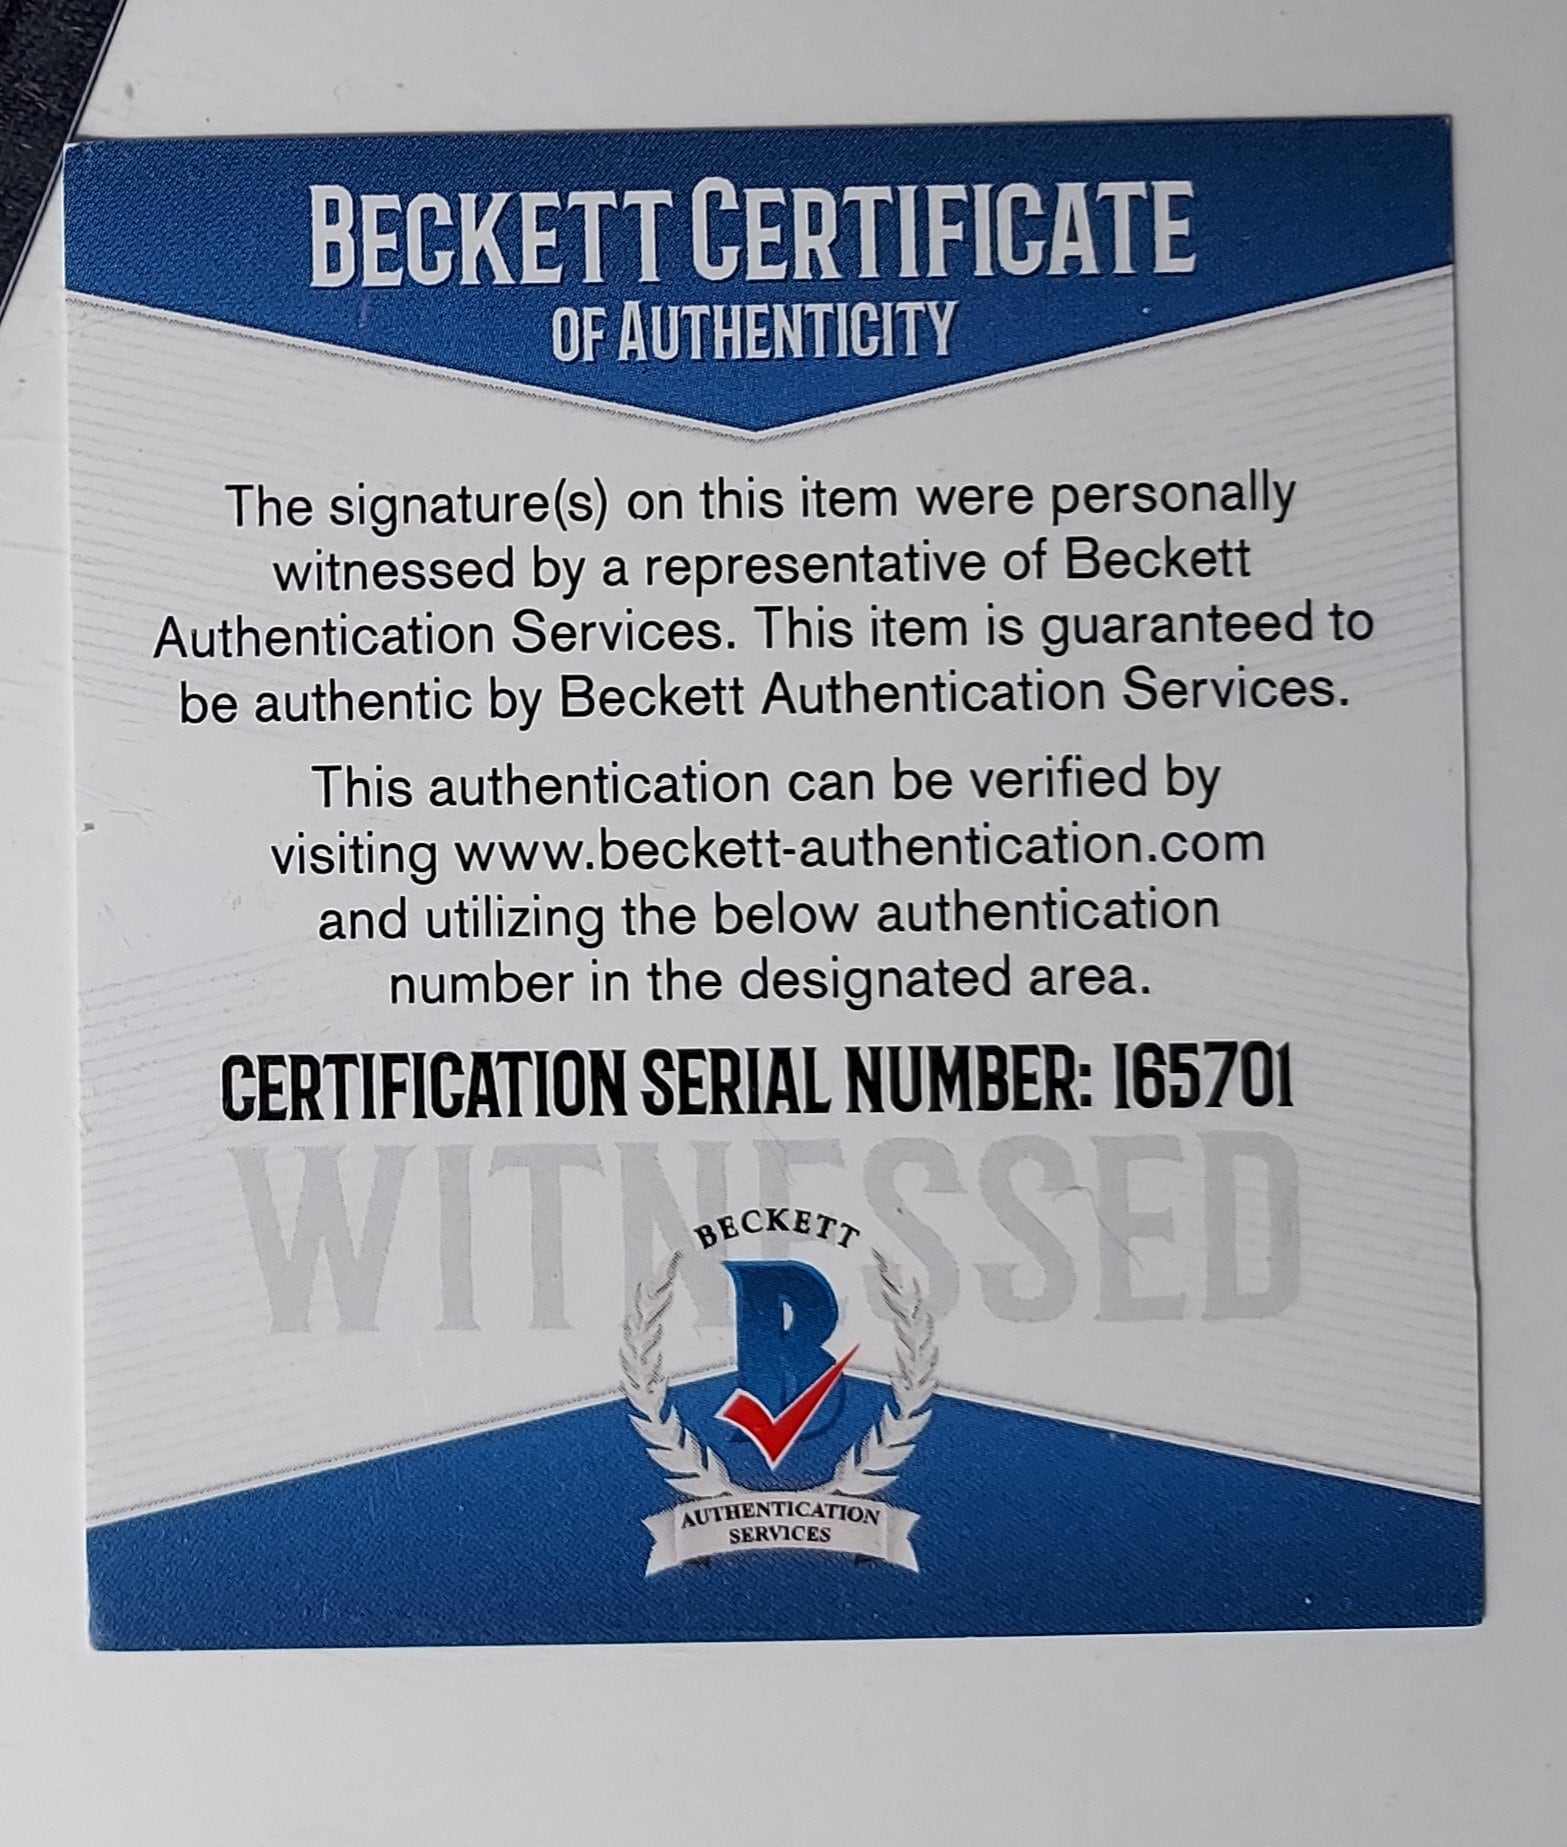 BECKETT CERTIFICATE
OF AUTHENTICITY
The signature(s) on this item were personally
witnessed by a representative of Beckett
Authentication Services. This item is guaranteed to
be authentic by Beckett Authentication Services.
This authentication can be verified by
visiting www.beckett-authentication.com
and utilizing the below authentication
number in the designated area.
CERTIFICATION SERIAL NUMBER: I65701
WITNESSED
BECKETT
B
AUTHENTICATION
SERVICES